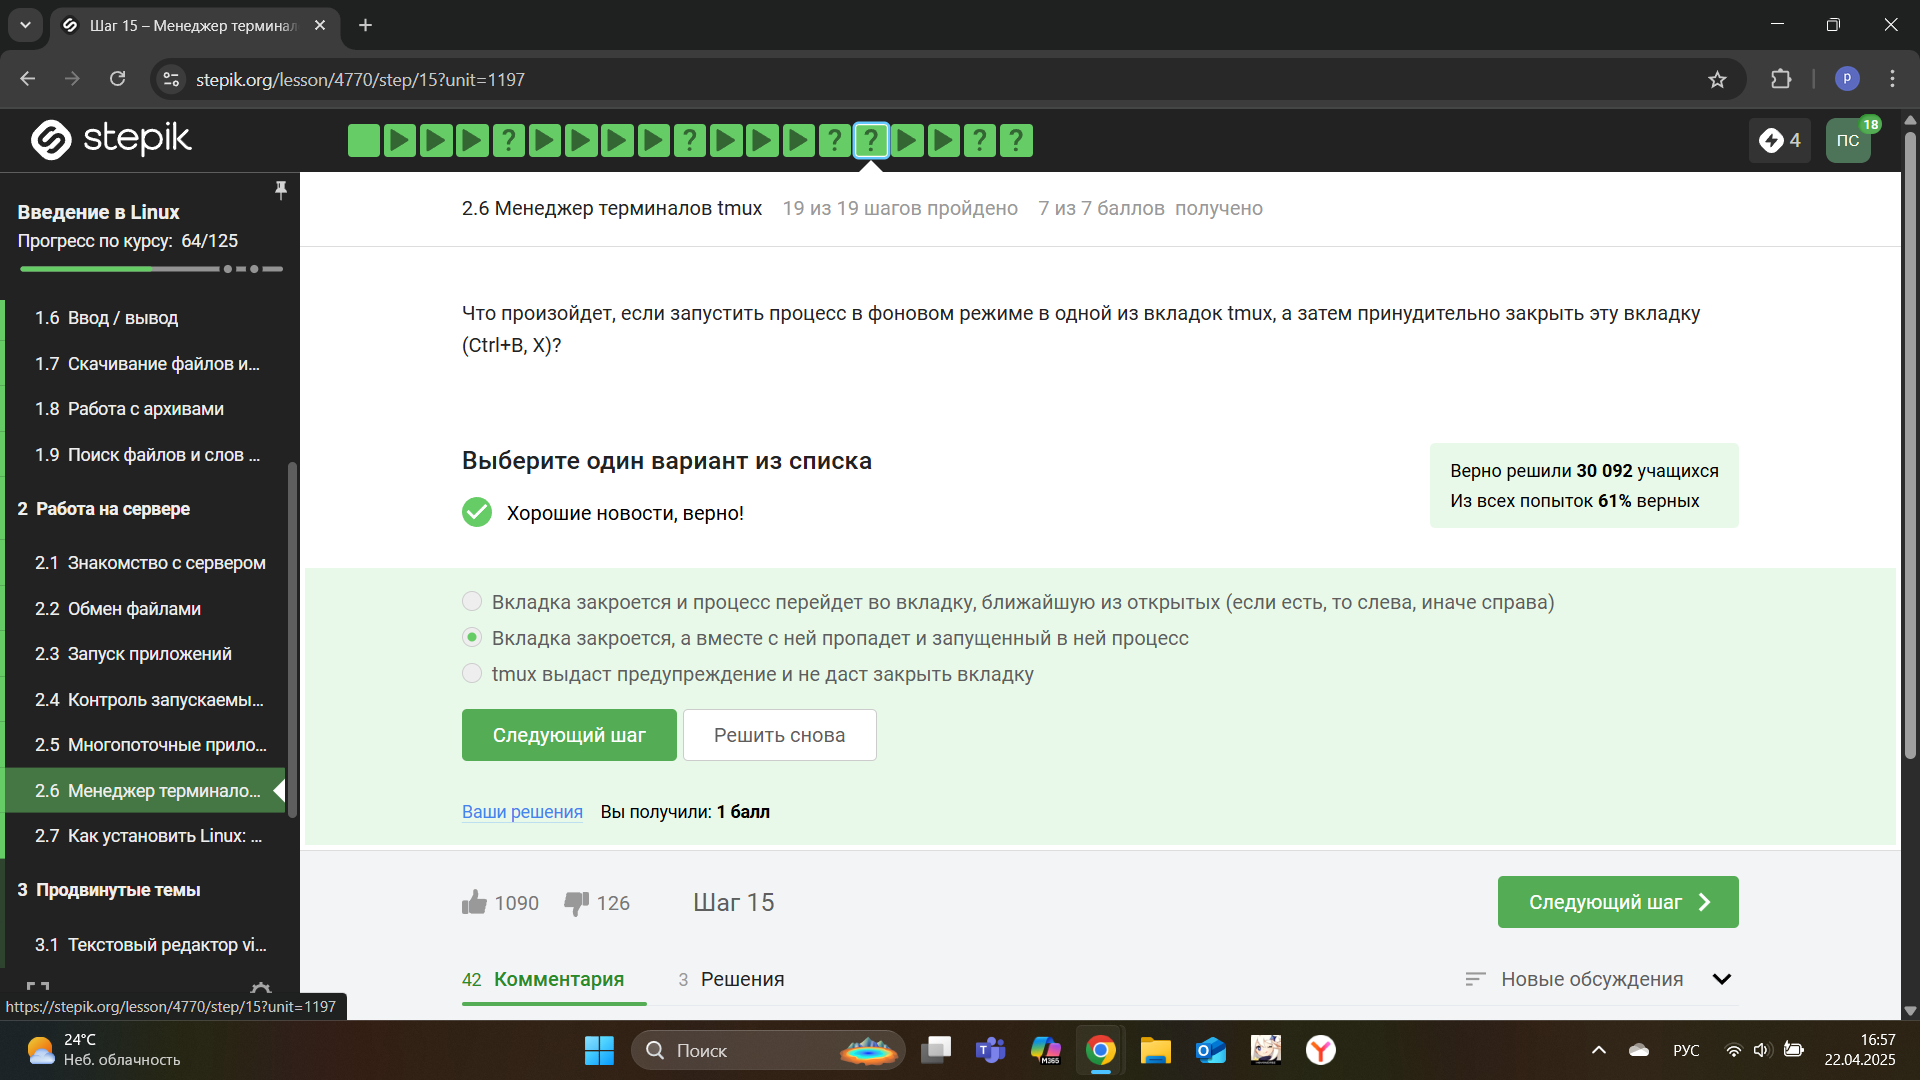 Шаг 15 – Менеджер терминал
stepik.org/lesson/4770/step/15?unit=1197
p
stepik
4
ПС
18
Введение в Linux
Прогресс по курсу: 64/125
1.6 Ввод / вывод
1.7 Скачивание файлов и...
1.8 Работа с архивами
1.9 Поиск файлов и слов ...
2 Работа на сервере
2.1 Знакомство с сервером
2.2 Обмен файлами
2.3 Запуск приложений
2.4 Контроль запускаемы...
2.5 Многопоточные прило...
2.6 Менеджер терминало...
2.7 Как установить Linux: ...
3 Продвинутые темы
3.1 Текстовый редактор vi...
https://stepik.org/lesson/4770/step/15?unit=1197
2.6 Менеджер терминалов tmux 19 из 19 шагов пройдено 7 из 7 баллов получено
Что произойдет, если запустить процесс в фоновом режиме в одной из вкладок tmux, а затем принудительно закрыть эту вкладку
(Ctrl+B, X)?
Выберите один вариант из списка
Хорошие новости, верно!
Верно решили 30 092 учащихся
Из всех попыток 61% верных
Вкладка закроется и процесс перейдет во вкладку, ближайшую из открытых (если есть, то слева, иначе справа)
Вкладка закроется, а вместе с ней пропадет и запущенный в ней процесс
tmux выдаст предупреждение и не даст закрыть вкладку
Следующий шаг
Решить снова
Ваши решения Вы получили: 1 балл
1090 126 Шаг 15
Следующий шаг
42 Комментария 3 Решения
Новые обсуждения
24°C
Неб. облачность
Поиск
M365
РУС
16:57
22.04.2025